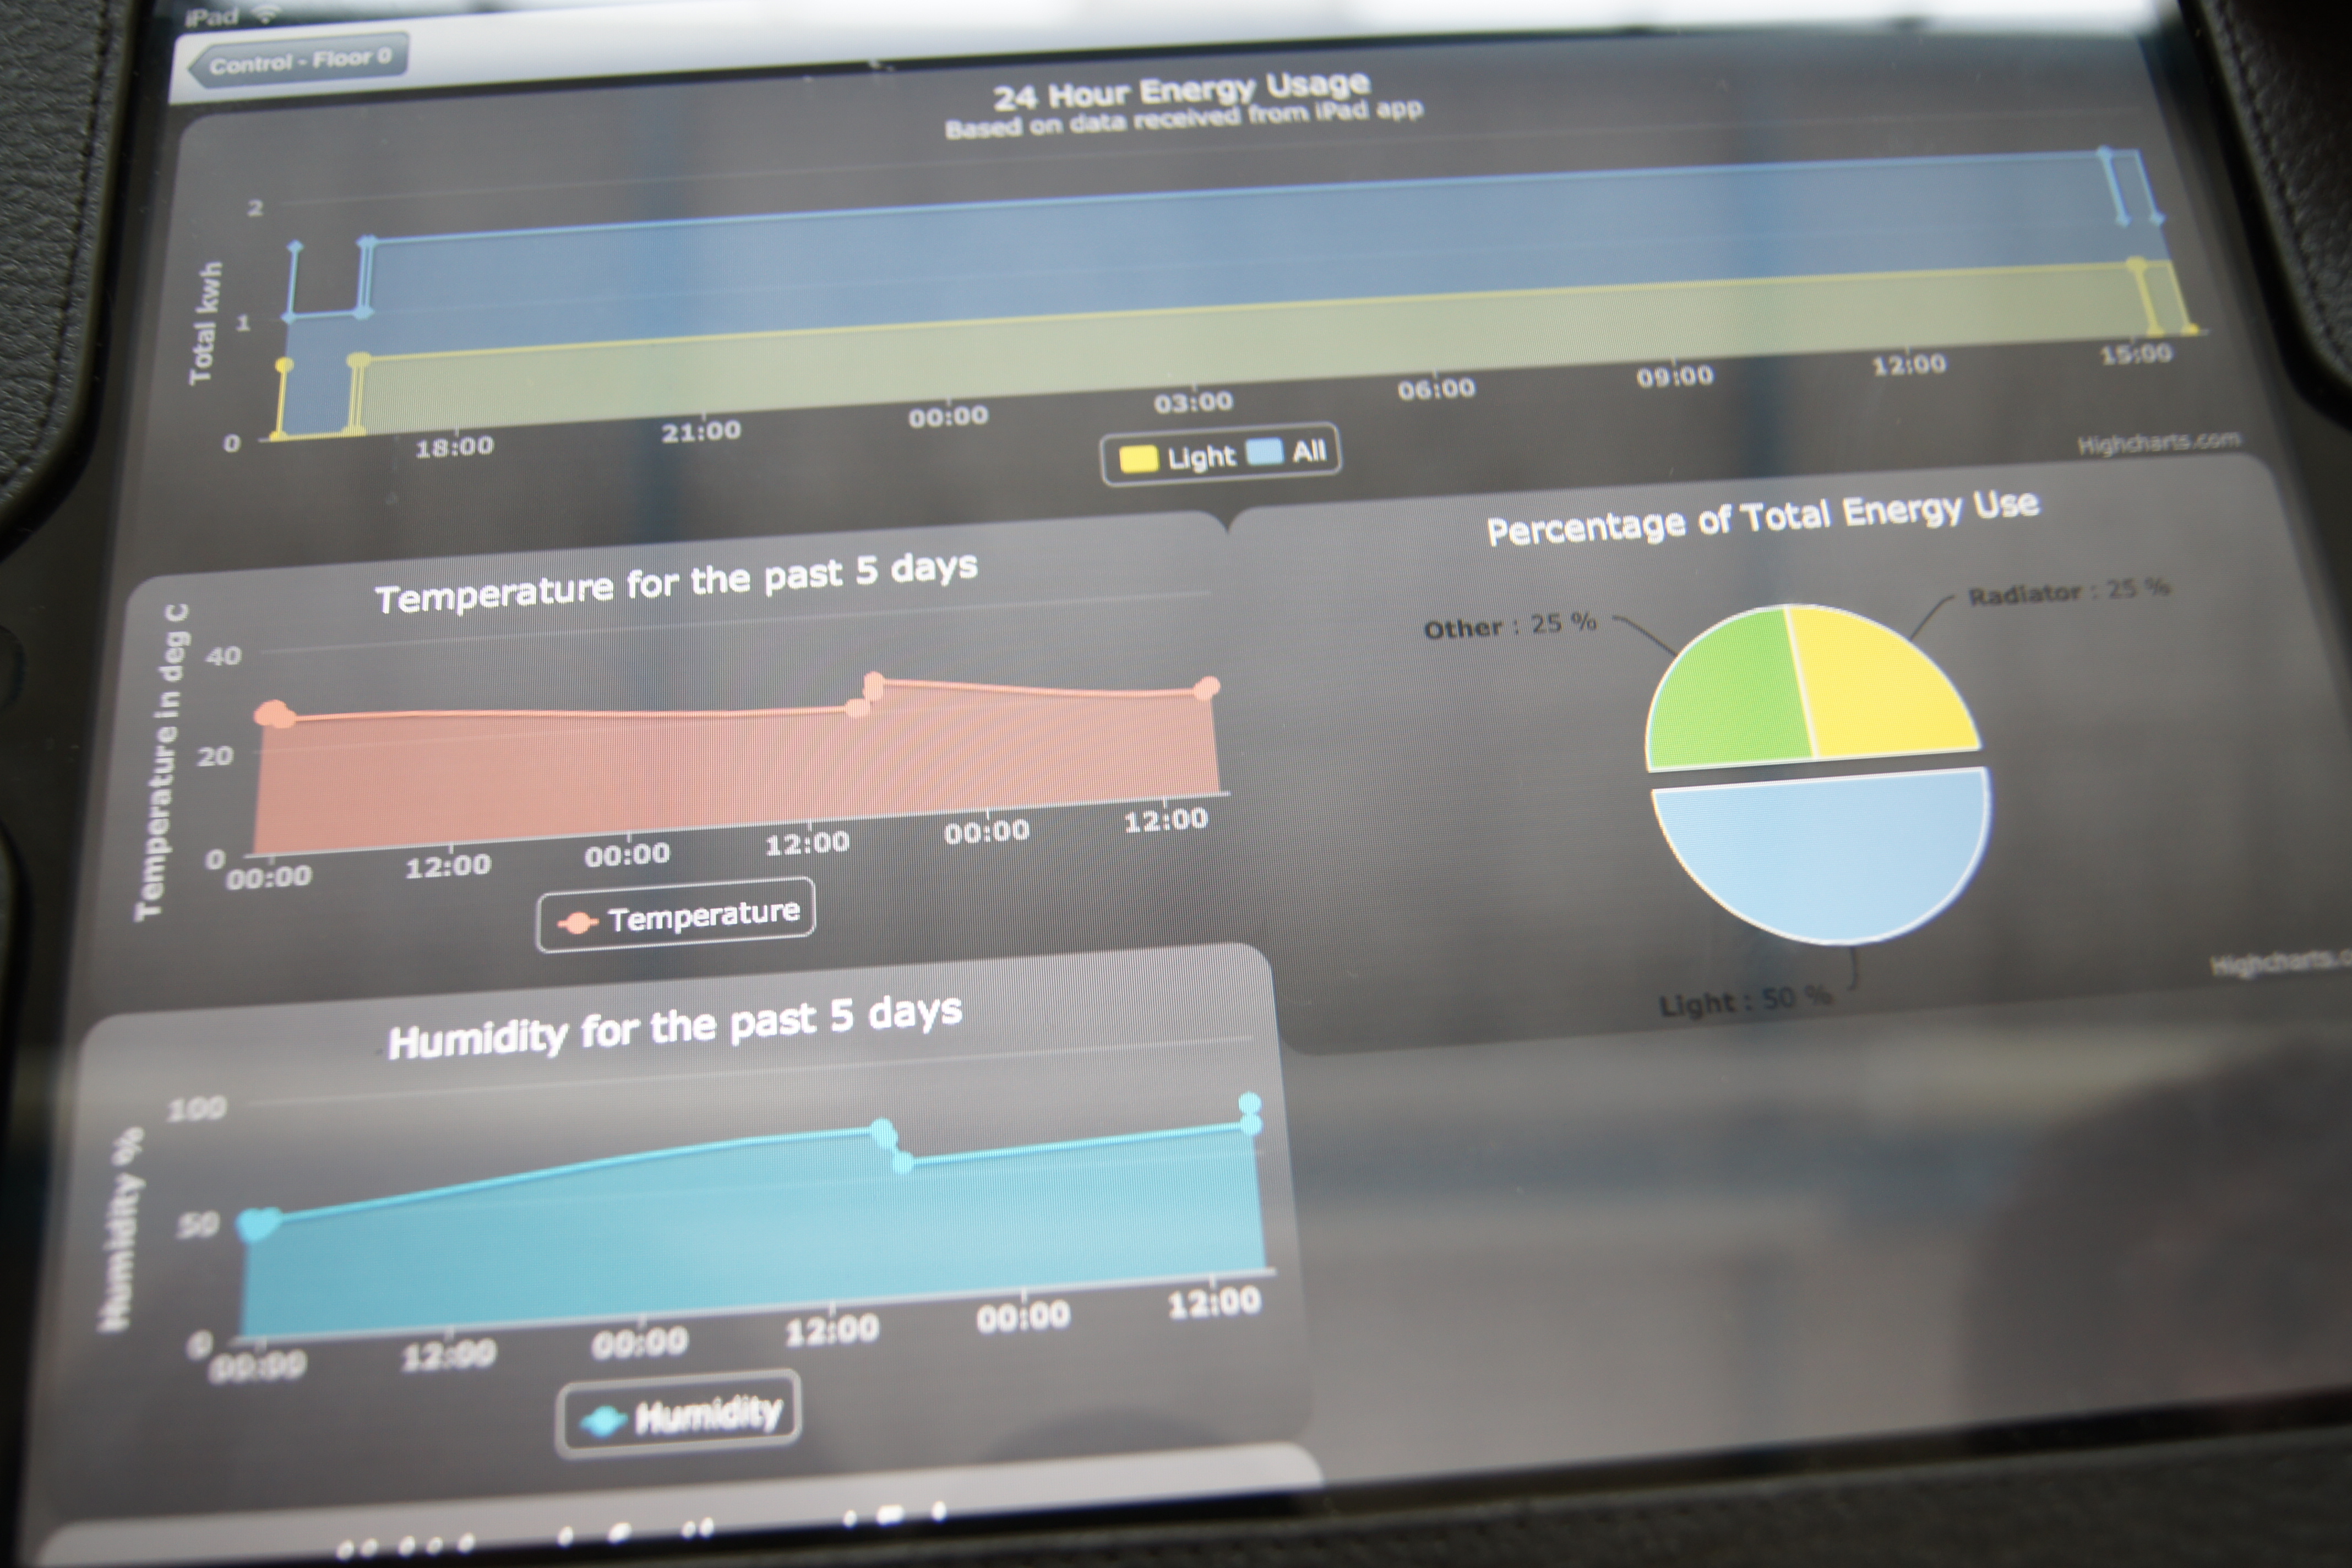 iPad
Control - Floor 0
24 Hour Energy Usage
Based on data received from iPad app
Total kwh
2
1
0
18:00
21:00
00:00
03:00
06:00
09:00
12:00
15:00
Light
All
Highcharts.com
Temperature for the past 5 days
Temperature in deg C
40
20
0
00:00
12:00
00:00
12:00
00:00
12:00
Temperature
Percentage of Total Energy Use
Other : 25 %
Radiator : 25 %
Light : 50 %
Highcharts.c
Humidity for the past 5 days
Humidity %
100
50
0
00:00
12:00
00:00
12:00
00:00
12:00
Humidity